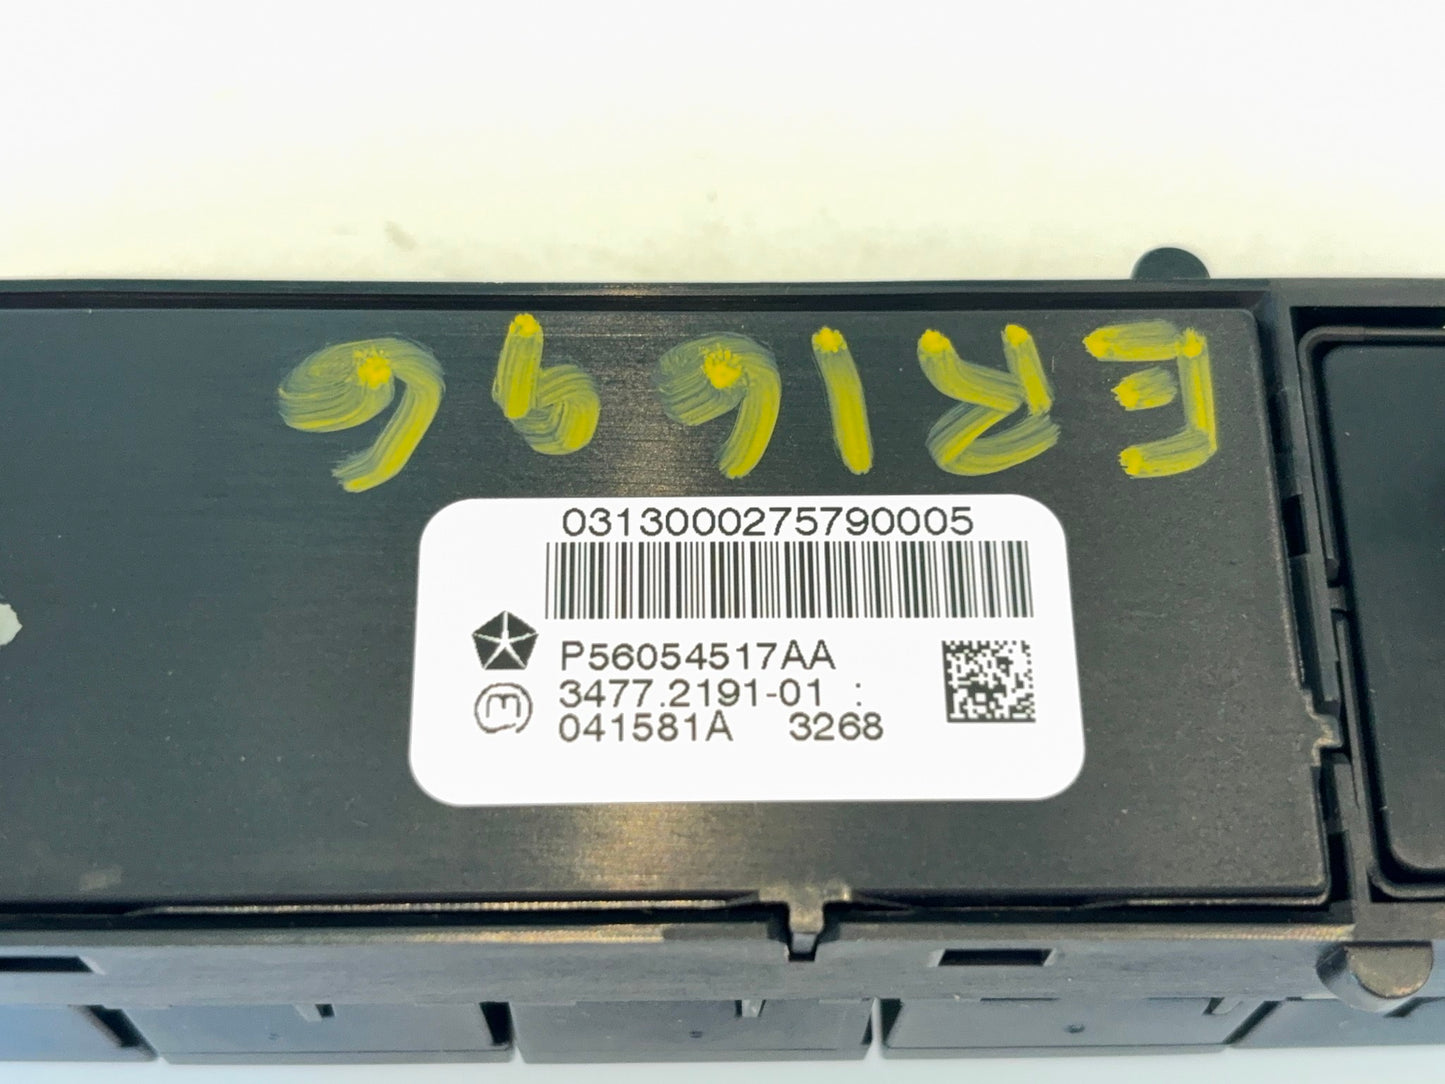 ER1696
0313000275790005
P56054517AA
3477.2191-01 :
041581A 3268